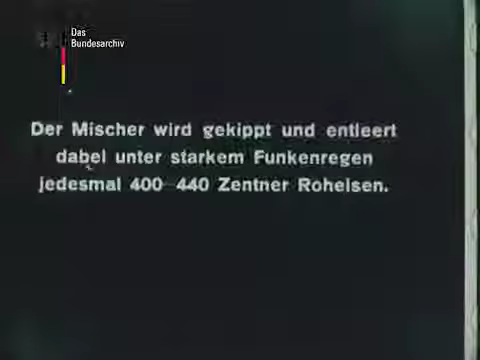 Das
Bundesarchiv
Der Mischer wird gekippt und entleert
dabei unter starkem Funkenregen
jedesmal 400-440 Zentner Roheisen.